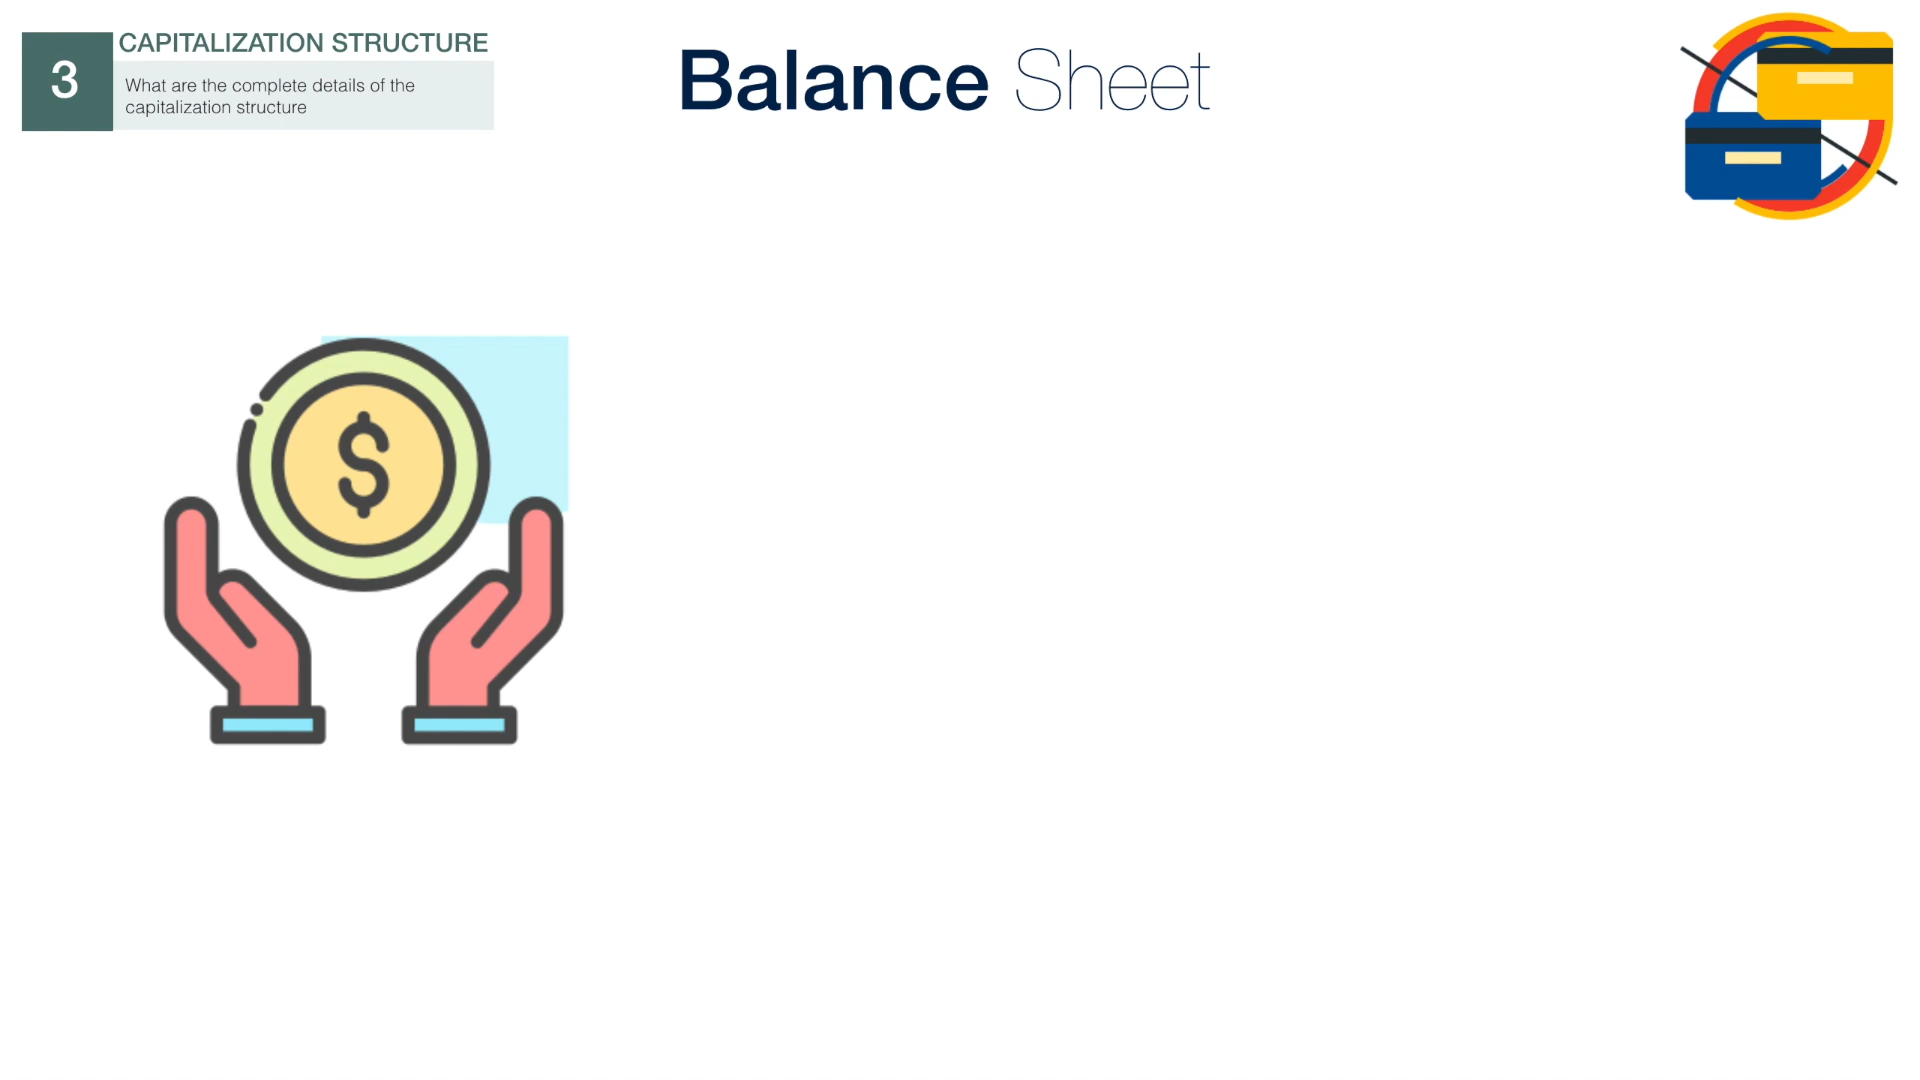 3
CAPITALIZATION STRUCTURE
What are the complete details of the
capitalization structure
Balance Sheet
$